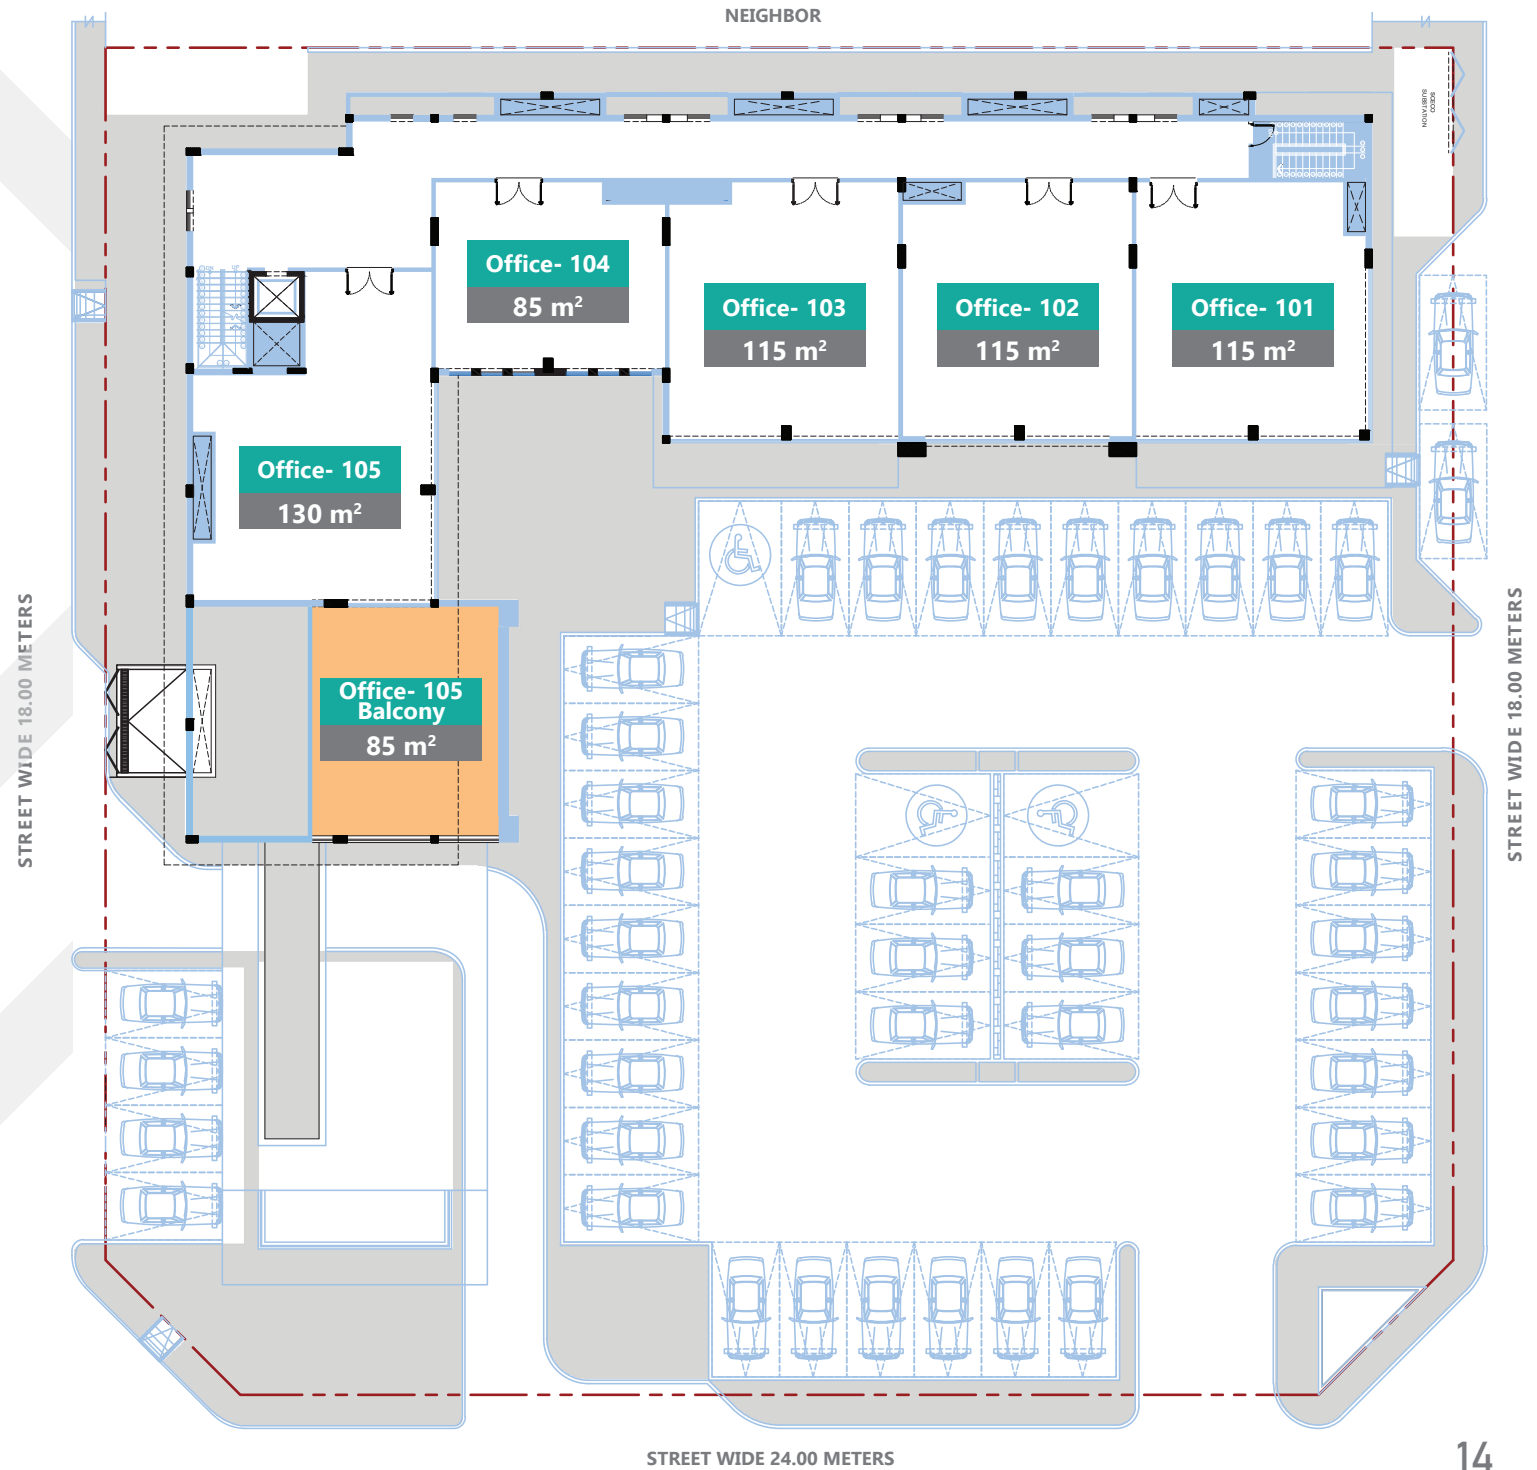 NEIGHBOR
SCECO
SUBSTATION
Office- 104
85 m²
Office- 103
115 m²
Office- 102
115 m²
Office- 101
115 m²
Office- 105
130 m²
Office- 105
Balcony
85 m²
STREET WIDE 18.00 METERS
STREET WIDE 18.00 METERS
STREET WIDE 24.00 METERS
14